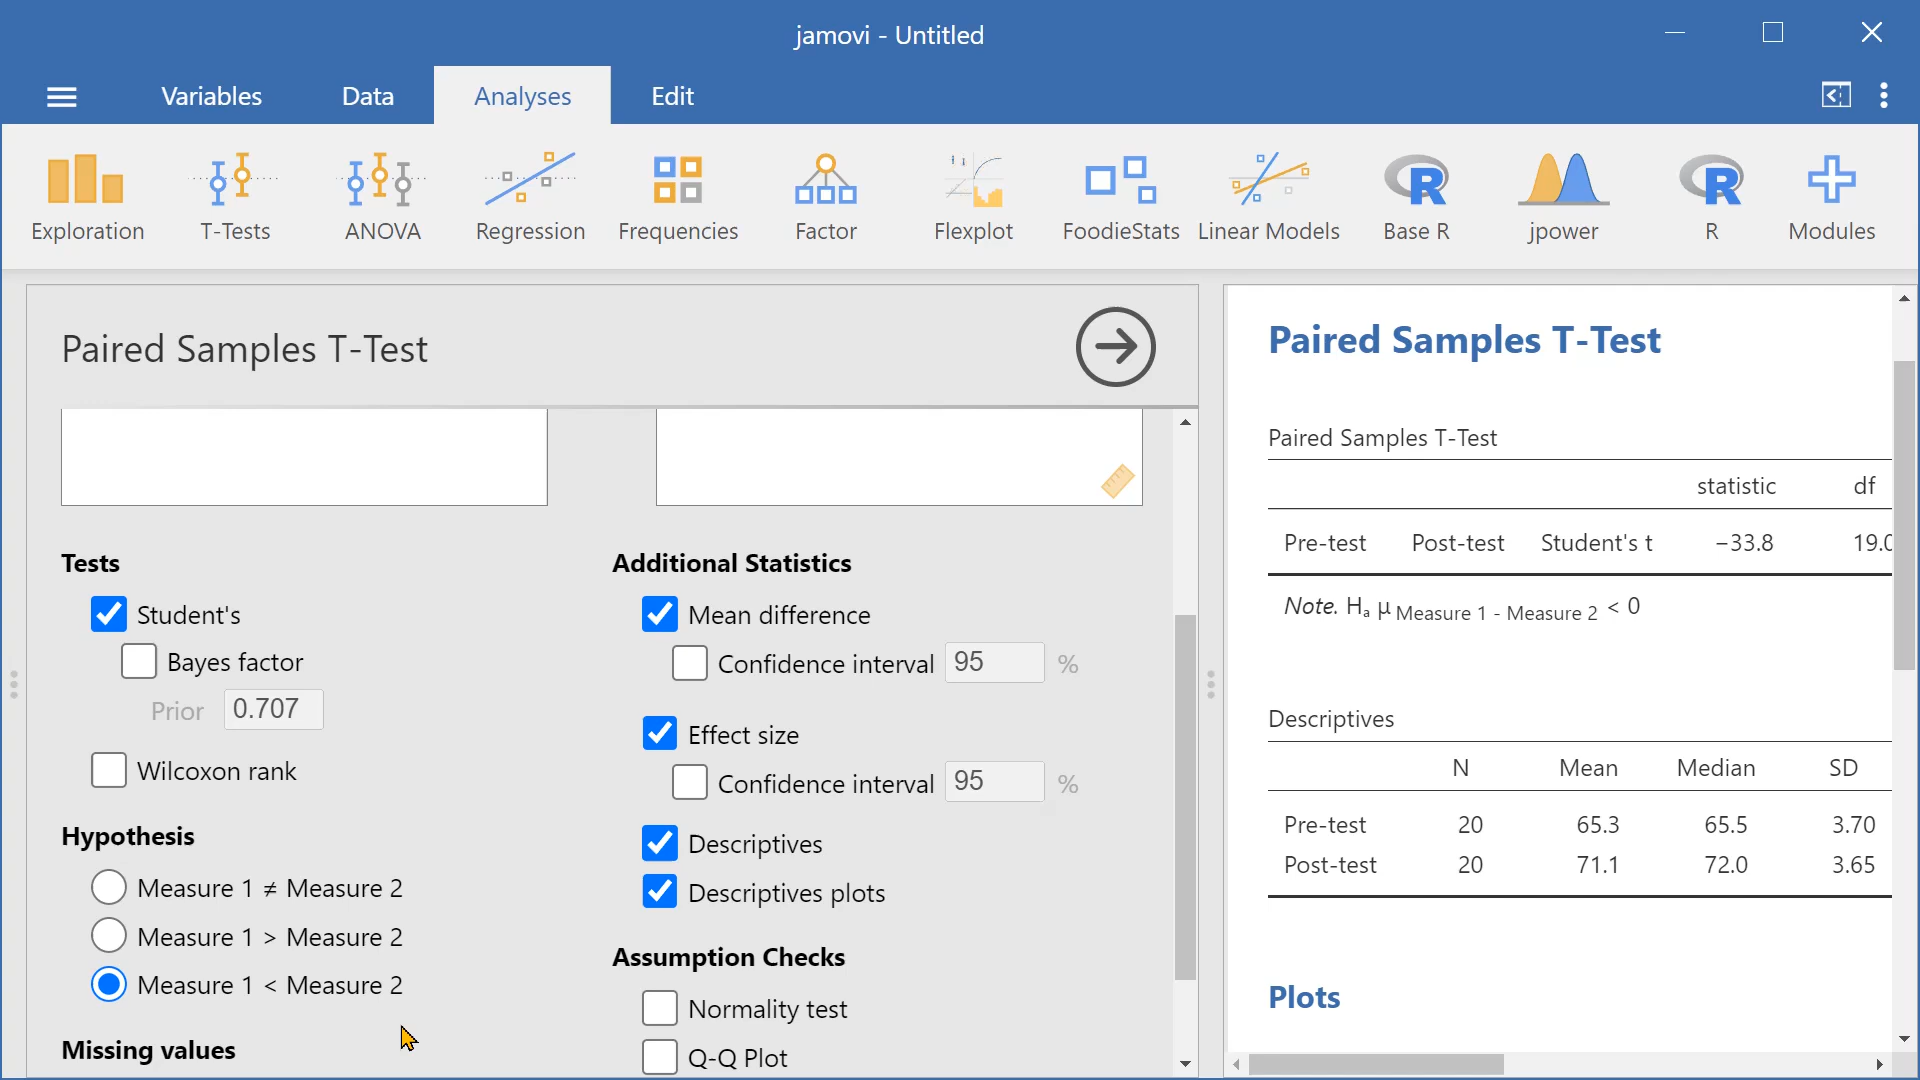 jamovi - Untitled
Variables Data Analyses Edit
Exploration T-Tests ANOVA Regression Frequencies Factor Flexplot FoodieStats Linear Models Base R jpower R Modules
Paired Samples T-Test
Tests
Student's
Bayes factor
Prior 0.707
Wilcoxon rank
Hypothesis
Measure 1 ≠ Measure 2
Measure 1 > Measure 2
Measure 1 < Measure 2
Missing values
Additional Statistics
Mean difference
Confidence interval 95 %
Effect size
Confidence interval 95 %
Descriptives
Descriptives plots
Assumption Checks
Normality test
Q-Q Plot
Paired Samples T-Test
Paired Samples T-Test
statistic df
Pre-test Post-test Student's t −33.8 19.0
Note. Hₐ μ Measure 1 - Measure 2 < 0
Descriptives
N Mean Median SD
Pre-test 20 65.3 65.5 3.70
Post-test 20 71.1 72.0 3.65
Plots